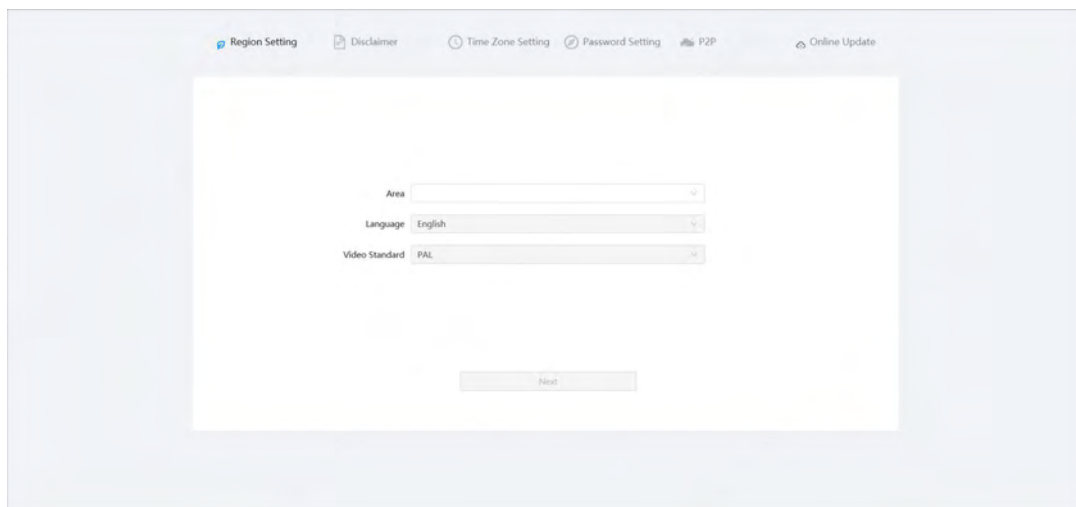 Region Setting Disclaimer Time Zone Setting Password Setting P2P Online Update
Area
Language English
Video Standard PAL
Next